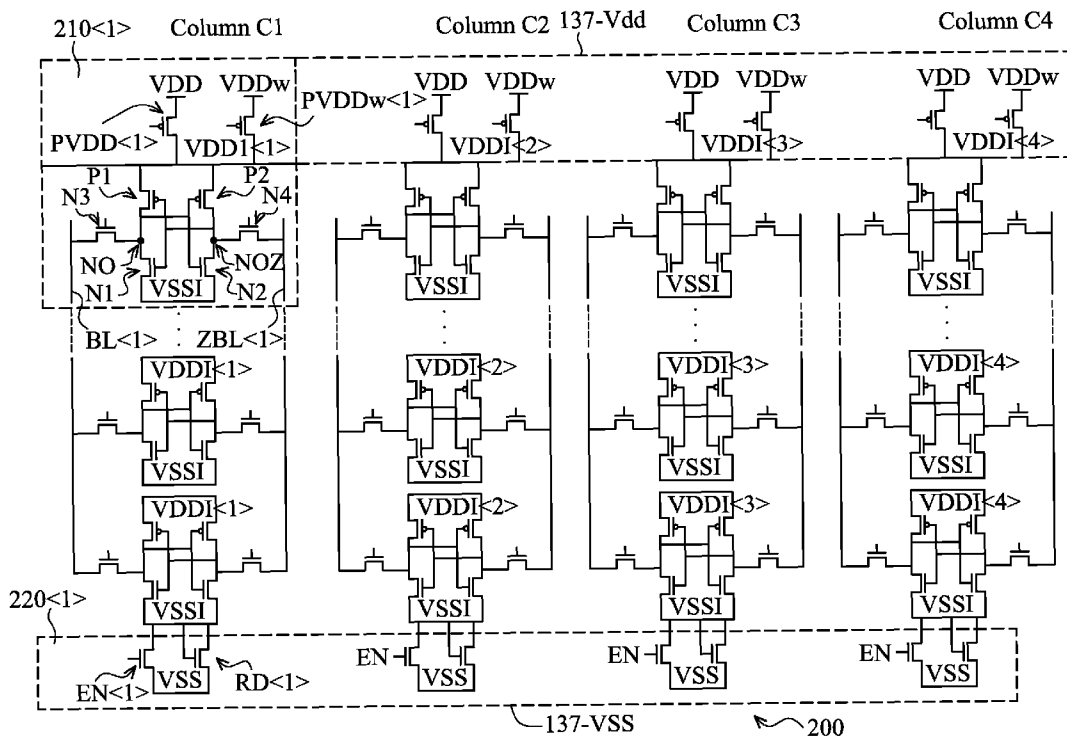 210<1>
Column C1
Column C2
137-Vdd
Column C3
Column C4
VDD VDDw
VDD VDDw
VDD VDDw
VDD VDDw
PVDDw<1>
PVDD<1>
VDD1<1>
VDDI<2>
VDDI<3>
VDDI<4>
P1 P2
N3 N4
NO NOZ
N1 VSSI N2
VSSI
VSSI
VSSI
BL<1> ZBL<1>
VDDI<1>
VDDI<2>
VDDI<3>
VDDI<4>
VSSI
VSSI
VSSI
VSSI
VDDI<1>
VDDI<2>
VDDI<3>
VDDI<4>
220<1>
VSSI
VSSI
VSSI
VSSI
EN
EN
EN
EN<1> VSS RD<1>
VSS
VSS
VSS
137-VSS
200